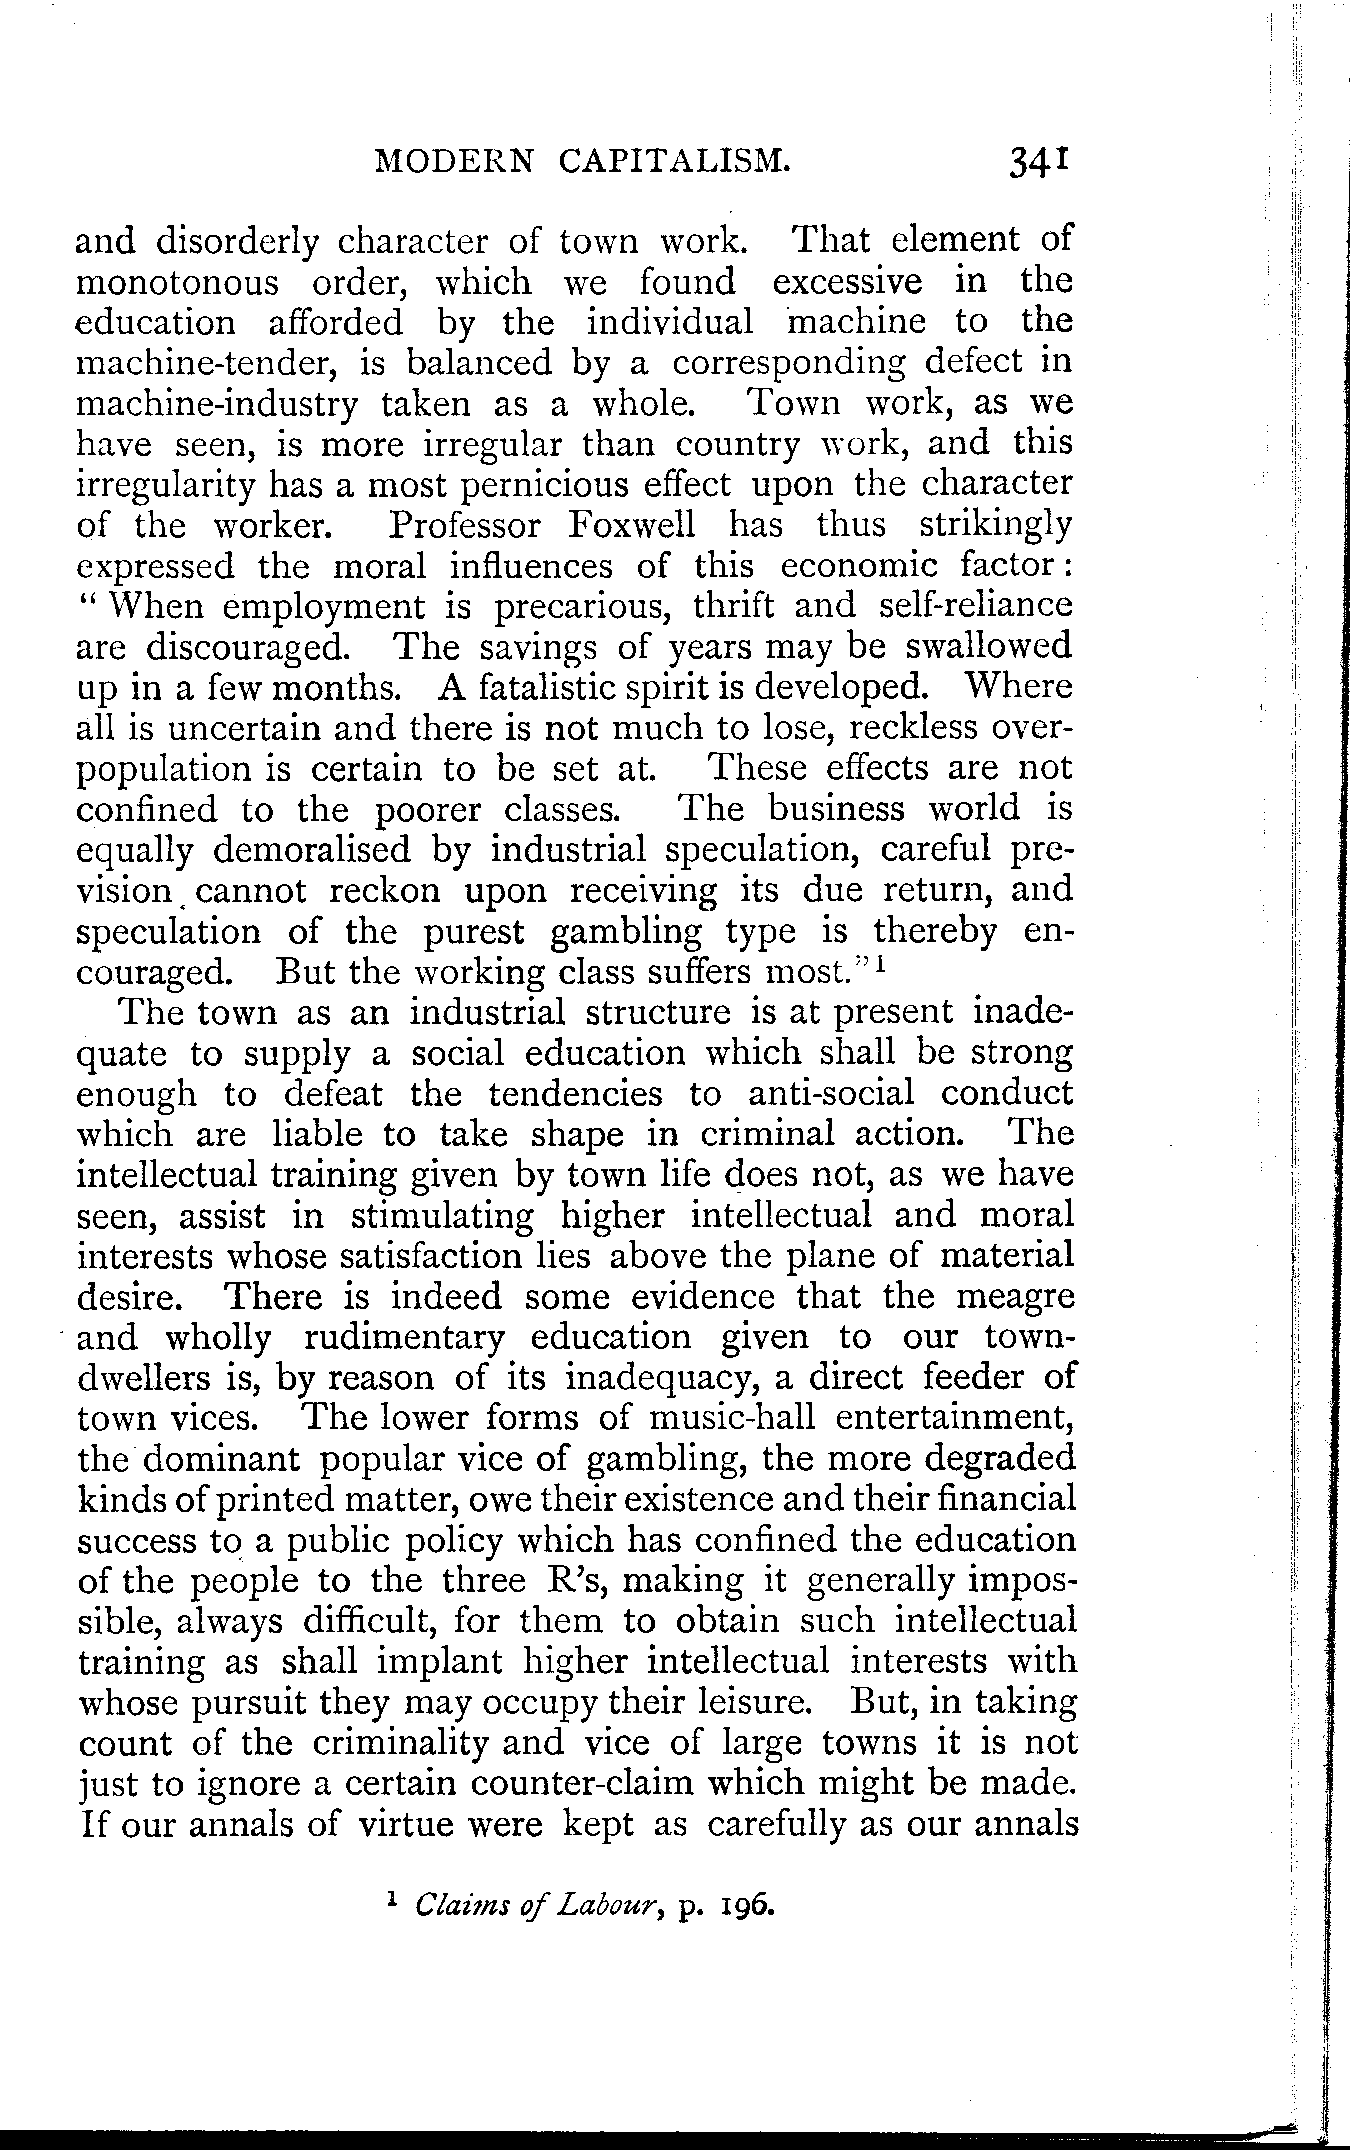 MODERN CAPITALISM. 341
and disorderly character of town work. That element of
monotonous order, which we found excessive in the
education afforded by the individual machine to the
machine-tender, is balanced by a corresponding defect in
machine-industry taken as a whole. Town work, as we
have seen, is more irregular than country work, and this
irregularity has a most pernicious effect upon the character
of the worker. Professor Foxwell has thus strikingly
expressed the moral influences of this economic factor:
“ When employment is precarious, thrift and self-reliance
are discouraged. The savings of years may be swallowed
up in a few months. A fatalistic spirit is developed. Where
all is uncertain and there is not much to lose, reckless over-
population is certain to be set at. These effects are not
confined to the poorer classes. The business world is
equally demoralised by industrial speculation, careful pre-
vision cannot reckon upon receiving its due return, and
speculation of the purest gambling type is thereby en-
couraged. But the working class suffers most.”¹
The town as an industrial structure is at present inade-
quate to supply a social education which shall be strong
enough to defeat the tendencies to anti-social conduct
which are liable to take shape in criminal action. The
intellectual training given by town life does not, as we have
seen, assist in stimulating higher intellectual and moral
interests whose satisfaction lies above the plane of material
desire. There is indeed some evidence that the meagre
and wholly rudimentary education given to our town-
dwellers is, by reason of its inadequacy, a direct feeder of
town vices. The lower forms of music-hall entertainment,
the dominant popular vice of gambling, the more degraded
kinds of printed matter, owe their existence and their financial
success to a public policy which has confined the education
of the people to the three R’s, making it generally impos-
sible, always difficult, for them to obtain such intellectual
training as shall implant higher intellectual interests with
whose pursuit they may occupy their leisure. But, in taking
count of the criminality and vice of large towns it is not
just to ignore a certain counter-claim which might be made.
If our annals of virtue were kept as carefully as our annals
¹ Claims of Labour, p. 196.